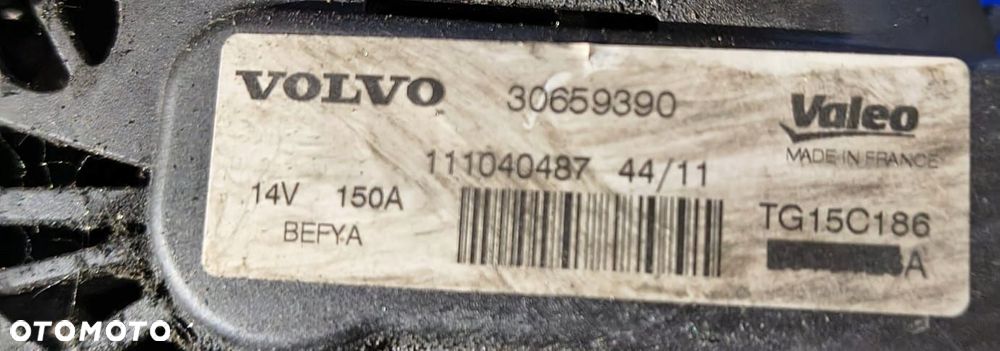 VOLVO 30659390
Valeo
MADE IN FRANCE
111040487 44/11
14V 150A
BEFYA
TG15C186
OTOMOTO